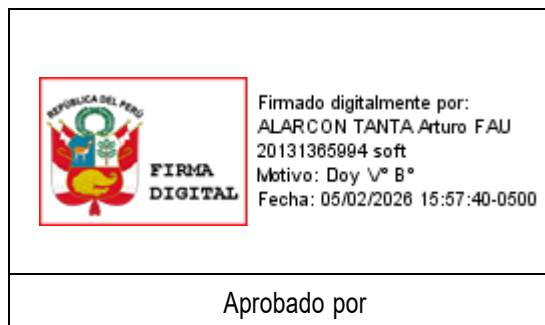 REPÚBLICA DEL PERÚ
FIRMA
DIGITAL
Firmado digitalmente por:
ALARCON TANTA Arturo FAU
20131365994 soft
Motivo: Doy V° B°
Fecha: 05/02/2026 15:57:40-0500
Aprobado por